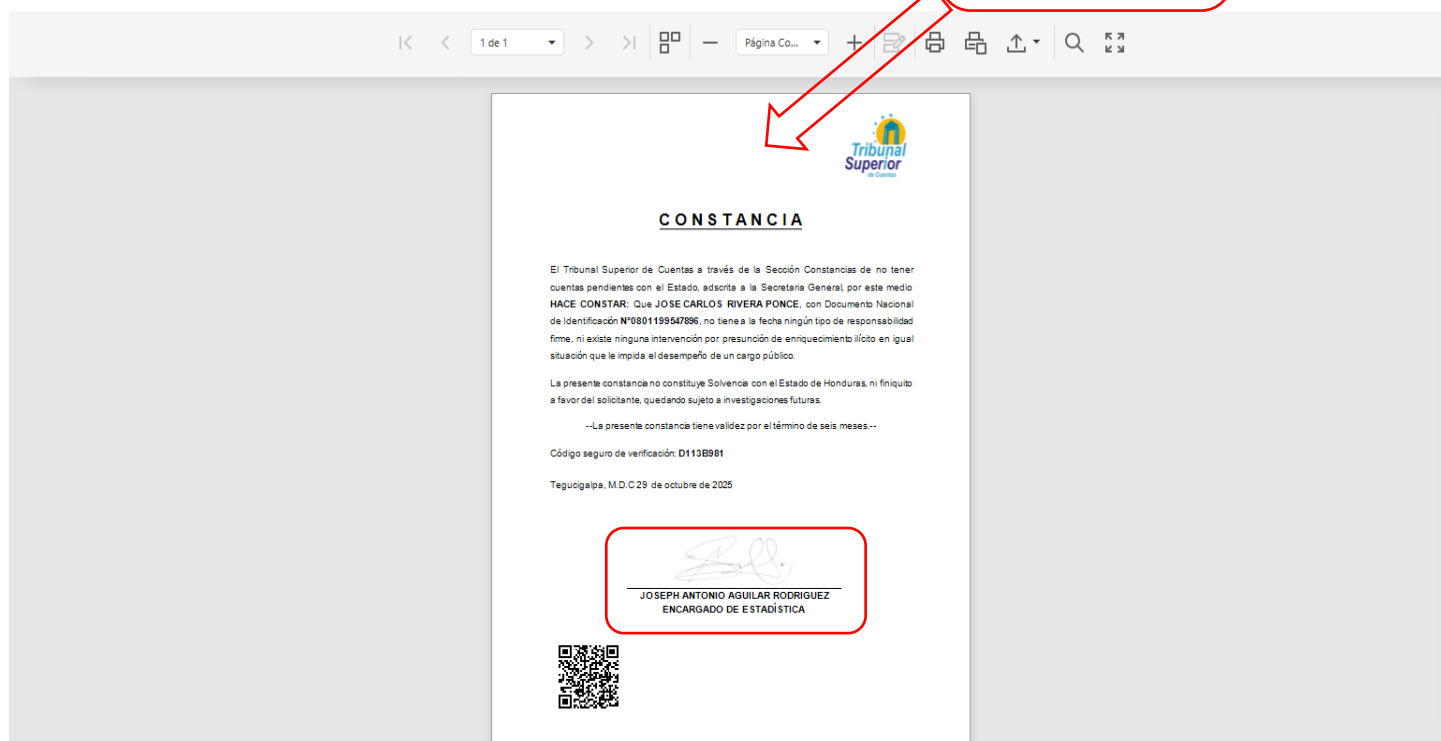 1 de 1
Página Co...
Tribunal
Superior
de Cuentas
CONSTANCIA
El Tribunal Superior de Cuentas a través de la Sección Constancias de no tener
cuentas pendientes con el Estado, adscrita a la Secretaria General, por este medio
HACE CONSTAR: Que JOSE CARLOS RIVERA PONCE, con Documento Nacional
de Identificación N°0801199547896, no tiene a la fecha ningún tipo de responsabilidad
firme, ni existe ninguna intervención por presunción de enriquecimiento ilícito en igual
situación que le impida el desempeño de un cargo público.
La presente constancia no constituye Solvencia con el Estado de Honduras, ni finiquito
a favor del solicitante, quedando sujeto a investigaciones futuras.
--La presente constancia tiene validez por el término de seis meses.--
Código seguro de verificación: D113B981
Tegucigalpa, M.D.C 29 de octubre de 2025
JOSEPH ANTONIO AGUILAR RODRIGUEZ
ENCARGADO DE ESTADÍSTICA